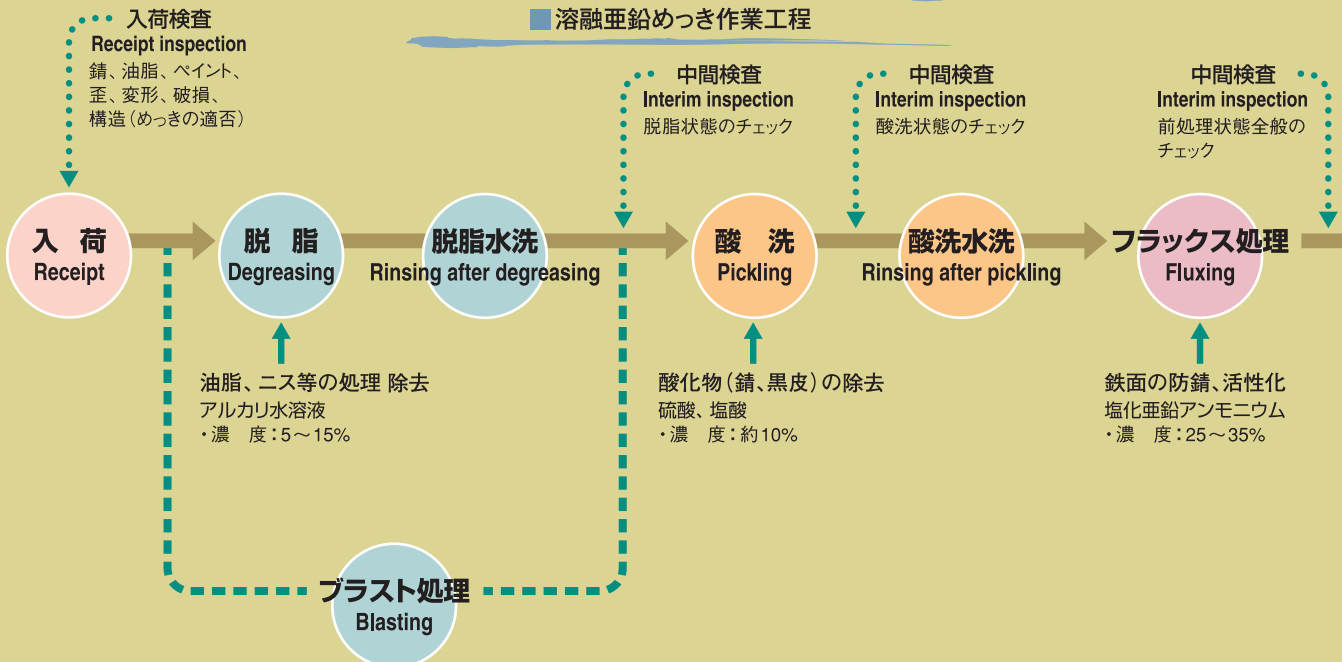 ■溶融亜鉛めっき作業工程
入荷検査
Receipt inspection
錆、油脂、ペイント、
歪、変形、破損、
構造(めっきの適否)
中間検査
Interim inspection
脱脂状態のチェック
中間検査
Interim inspection
酸洗状態のチェック
中間検査
Interim inspection
前処理状態全般の
チェック
入 荷
Receipt
脱 脂
Degreasing
脱脂水洗
Rinsing after degreasing
酸 洗
Pickling
酸洗水洗
Rinsing after pickling
フラックス処理
Fluxing
油脂、ニス等の処理 除去
アルカリ水溶液
・濃 度:5~15%
酸化物(錆、黒皮)の除去
硫酸、塩酸
・濃 度:約10%
鉄面の防錆、活性化
塩化亜鉛アンモニウム
・濃 度:25~35%
ブラスト処理
Blasting